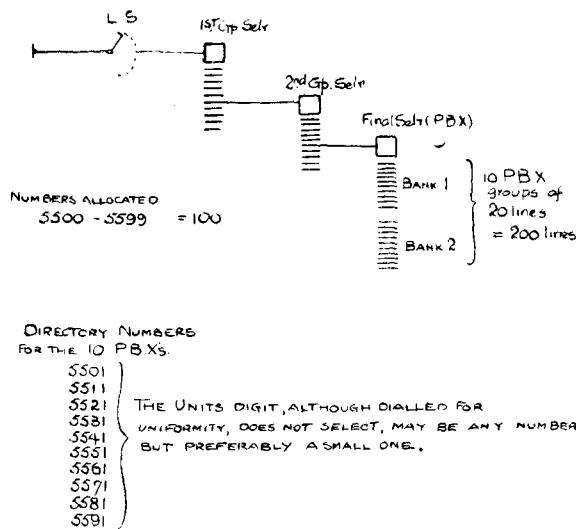 L S
1ST Grp Selr
2nd Gp. Selr
Final Selr (PBX)
BANK 1
BANK 2
10 PBX
groups of
20 lines
= 200 lines
NUMBERS ALLOCATED
5500 - 5599 = 100
DIRECTORY NUMBERS
FOR THE 10 PBX's.
5501
5511
5521
5531
5541
5551
5561
5571
5581
5591
THE UNITS DIGIT, ALTHOUGH DIALLED FOR
UNIFORMITY, DOES NOT SELECT, MAY BE ANY NUMBER
BUT PREFERABLY A SMALL ONE.